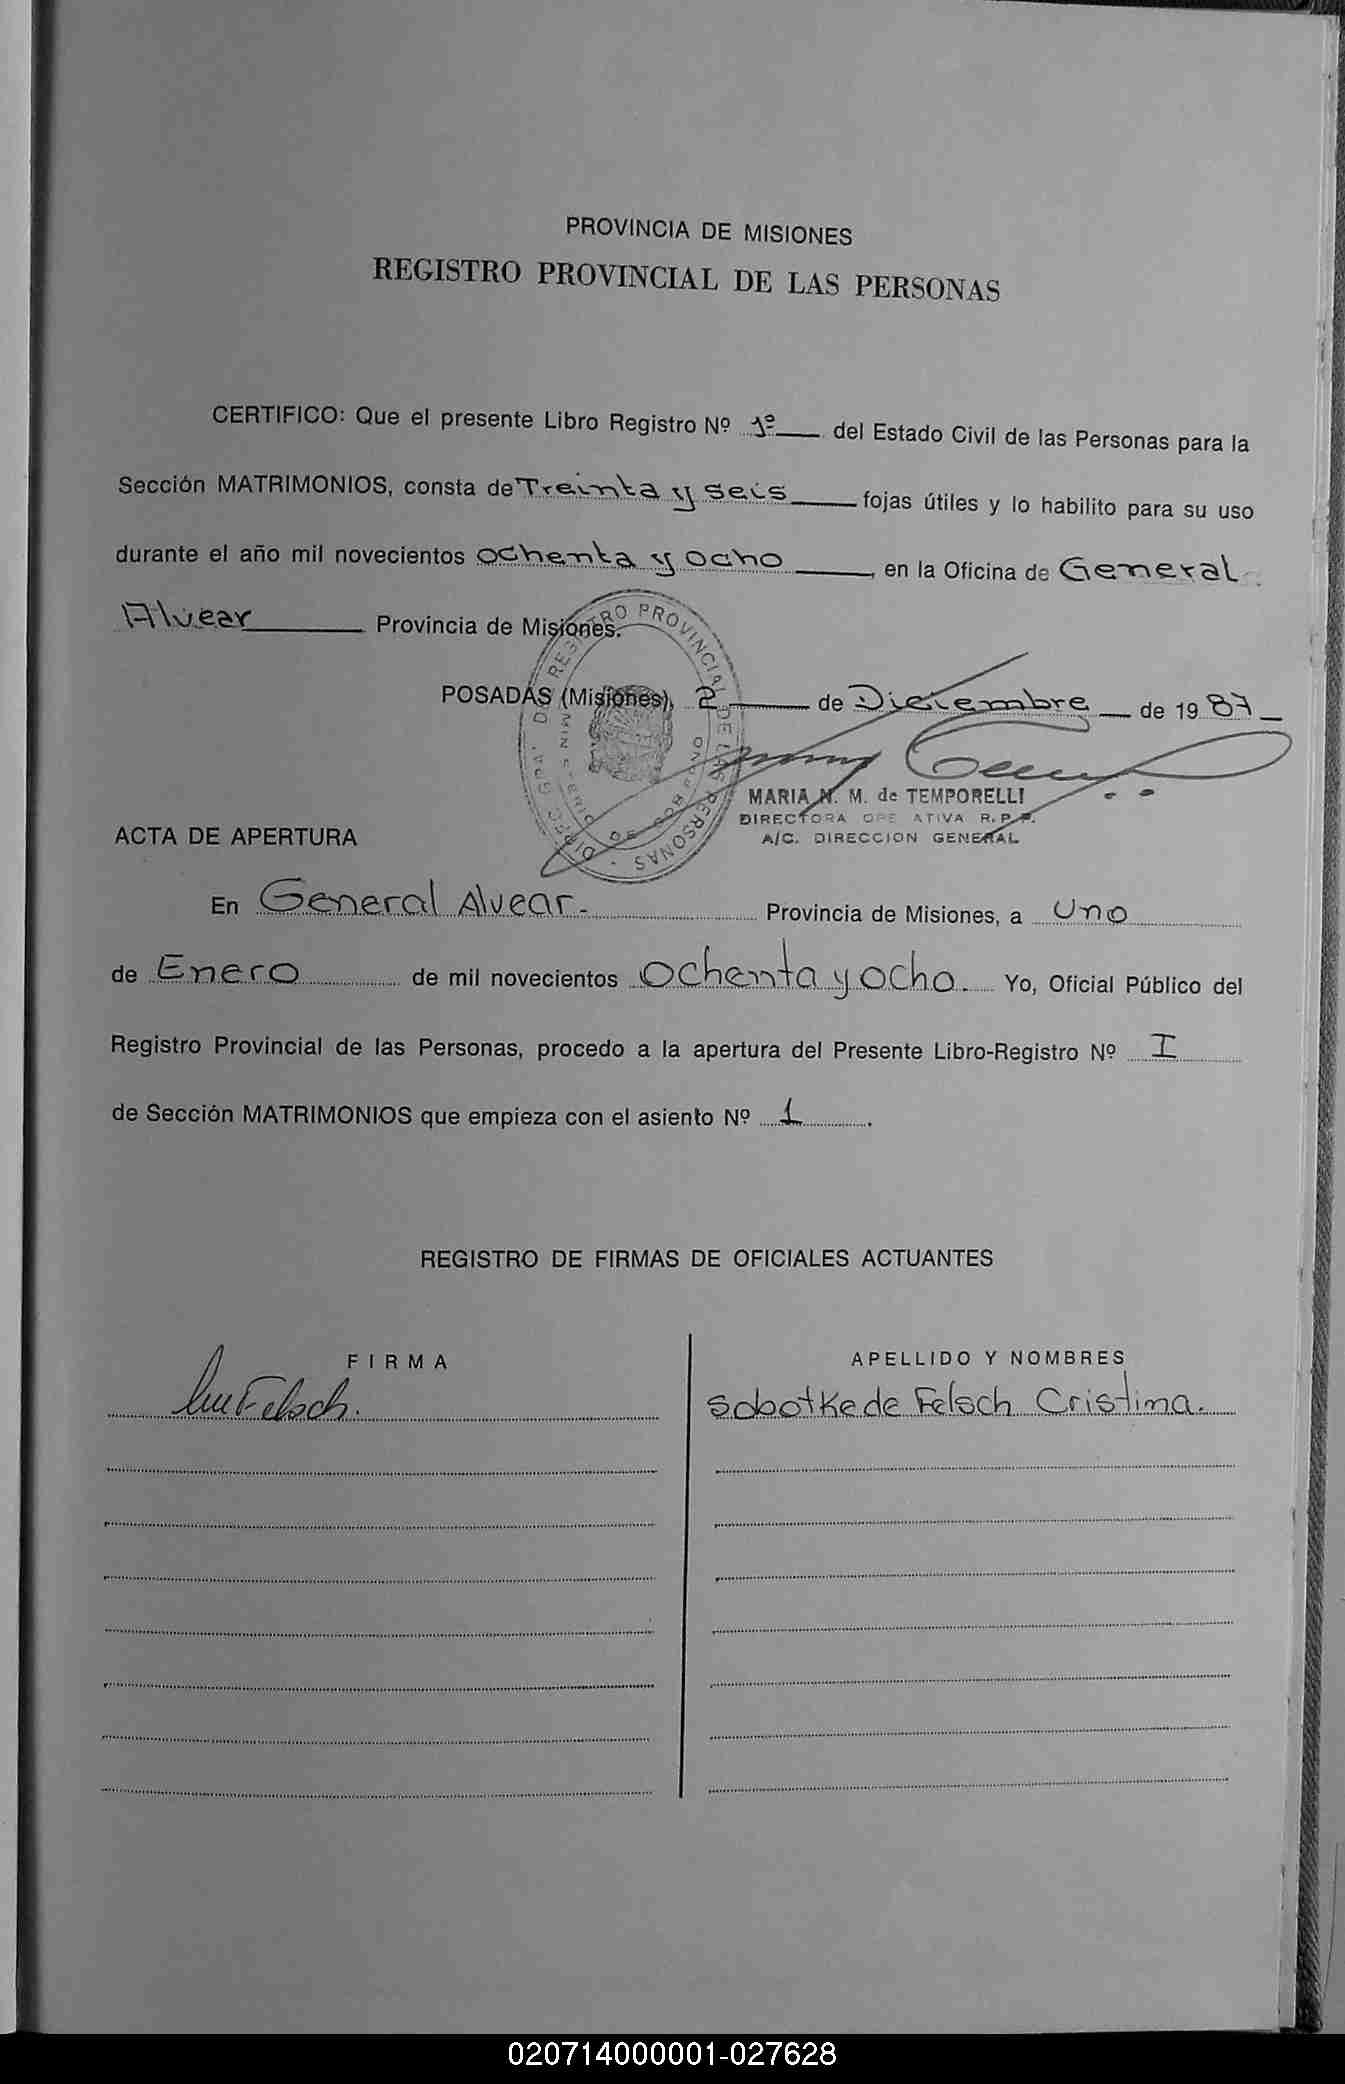 PROVINCIA DE MISIONES
REGISTRO PROVINCIAL DE LAS PERSONAS
CERTIFICO: Que el presente Libro Registro Nº 1º del Estado Civil de las Personas para la
Sección MATRIMONIOS, consta de Treinta y seis fojas útiles y lo habilito para su uso
durante el año mil novecientos ochenta y ocho, en la Oficina de General
Alvear Provincia de Misiones.
POSADAS (Misiones), 2 de Diciembre de 1987
MARIA N. M. de TEMPORELLI
DIRECTORA OPE ATIVA R.P.P.
A/C. DIRECCION GENERAL
ACTA DE APERTURA
En General Alvear. Provincia de Misiones, a Uno
de Enero de mil novecientos ochenta y ocho. Yo, Oficial Público del
Registro Provincial de las Personas, procedo a la apertura del Presente Libro-Registro Nº I
de Sección MATRIMONIOS que empieza con el asiento Nº 1.
REGISTRO DE FIRMAS DE OFICIALES ACTUANTES
FIRMA APELLIDO Y NOMBRES
Felsch. Sobotke de Felsch Cristina.
020714000001-027628